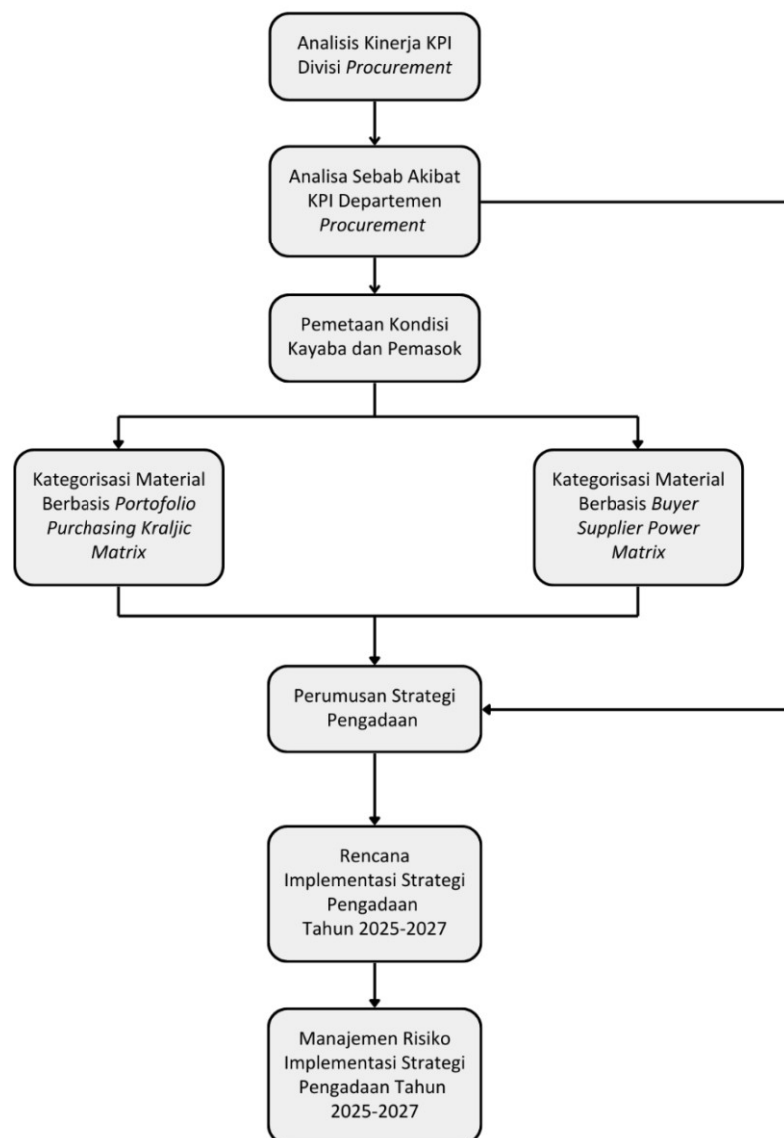 Analisis Kinerja KPI
Divisi Procurement
Analisa Sebab Akibat
KPI Departemen
Procurement
Pemetaan Kondisi
Kayaba dan Pemasok
Kategorisasi Material
Berbasis Portofolio
Purchasing Kraljic
Matrix
Kategorisasi Material
Berbasis Buyer
Supplier Power
Matrix
Perumusan Strategi
Pengadaan
Rencana
Implementasi Strategi
Pengadaan
Tahun 2025-2027
Manajemen Risiko
Implementasi Strategi
Pengadaan Tahun
2025-2027